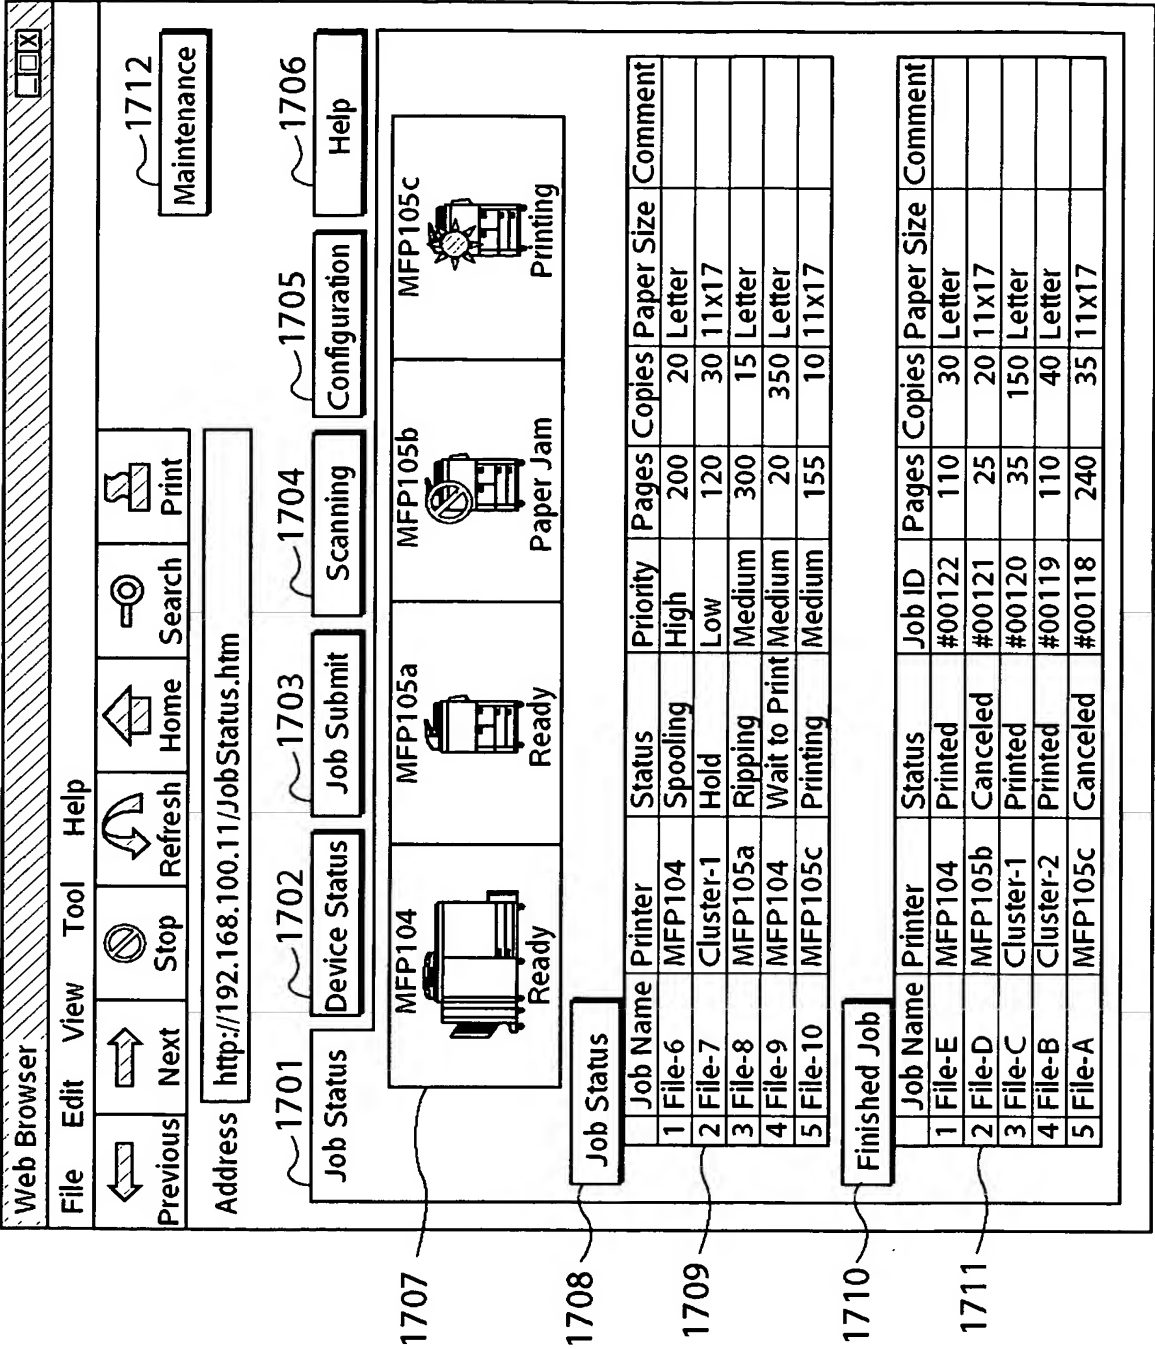 Web Browser
File Edit View Tool Help
Previous Next Stop Refresh Home Search Print
Address http://192.168.100.11/JobStatus.htm
1712
Maintenance
1701 1702 1703 1704 1705 1706
Job Status Device Status Job Submit Scanning Configuration Help
1707
MFP104 MFP105a MFP105b MFP105c
Ready Ready Paper Jam Printing
1708
Job Status
1709
Job Name Printer Status Priority Pages Copies Paper Size Comment
1 File-6 MFP104 Spooling High 200 20 Letter
2 File-7 Cluster-1 Hold Low 120 30 11x17
3 File-8 MFP105a Ripping Medium 300 15 Letter
4 File-9 MFP104 Wait to Print Medium 20 350 Letter
5 File-10 MFP105c Printing Medium 155 10 11x17
1710
Finished Job
1711
Job Name Printer Status Job ID Pages Copies Paper Size Comment
1 File-E MFP104 Printed #00122 110 30 Letter
2 File-D MFP105b Canceled #00121 25 20 11x17
3 File-C Cluster-1 Printed #00120 35 150 Letter
4 File-B Cluster-2 Printed #00119 110 40 Letter
5 File-A MFP105c Canceled #00118 240 35 11x17